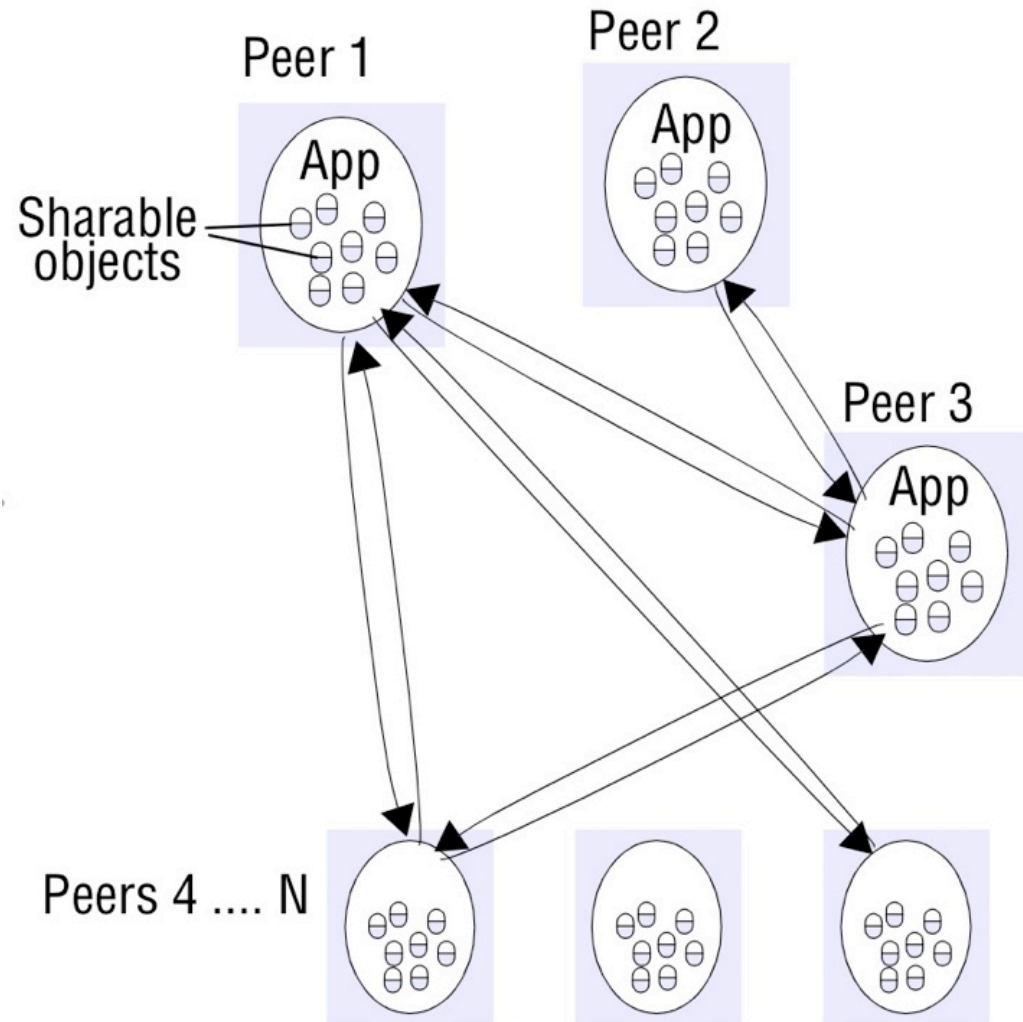 Peer 1
Peer 2
App
App
Sharable
objects
Peer 3
App
Peers 4 .... N